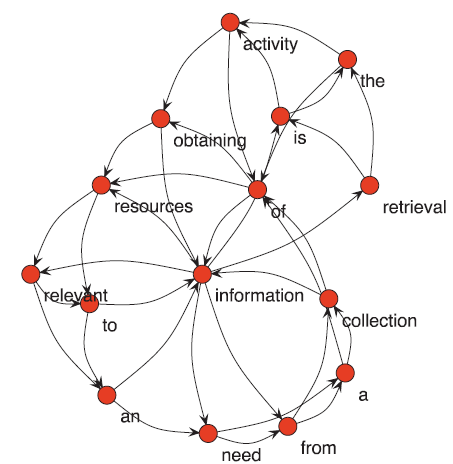 activity
the
is
obtaining
resources
of
retrieval
relevant
information
to
collection
an
a
need
from